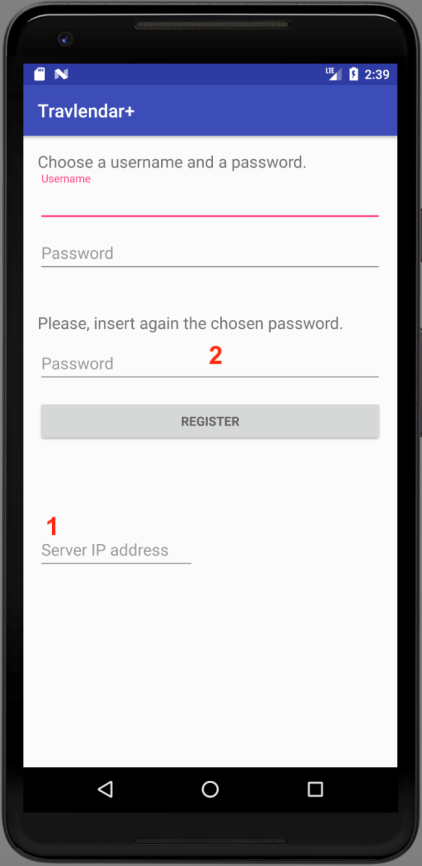 LTE 2:39
Travlendar+
Choose a username and a password.
Username
Password
Please, insert again the chosen password.
Password
2
REGISTER
1
Server IP address